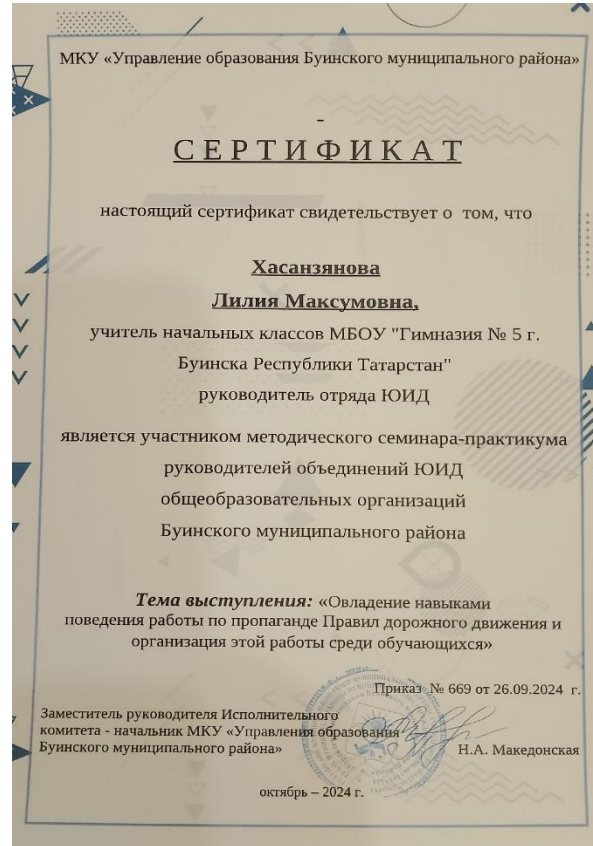 МКУ «Управление образования Буинского муниципального района»
-
С Е Р Т И Ф И К А Т
настоящий сертификат свидетельствует о том, что
Хасанзянова
Лилия Максумовна,
учитель начальных классов МБОУ "Гимназия № 5 г.
Буинска Республики Татарстан"
руководитель отряда ЮИД
является участником методического семинара-практикума
руководителей объединений ЮИД
общеобразовательных организаций
Буинского муниципального района
Тема выступления: «Овладение навыками
поведения работы по пропаганде Правил дорожного движения и
организация этой работы среди обучающихся»
Приказ № 669 от 26.09.2024 г.
Заместитель руководителя Исполнительного
комитета - начальник МКУ «Управления образования
Буинского муниципального района»
Н.А. Македонская
октябрь – 2024 г.